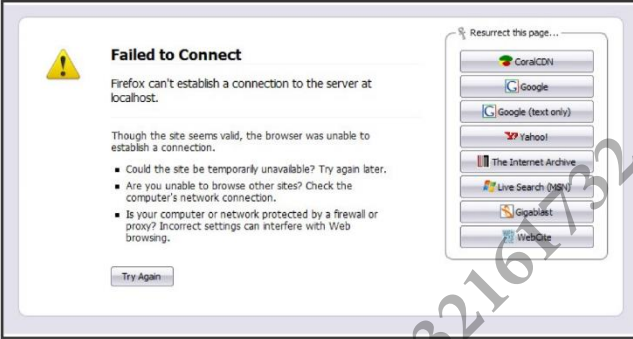 Failed to Connect
Firefox can't establish a connection to the server at
localhost.
Though the site seems valid, the browser was unable to
establish a connection.
Could the site be temporarily unavailable? Try again later.
Are you unable to browse other sites? Check the
computer's network connection.
Is your computer or network protected by a firewall or
proxy? Incorrect settings can interfere with Web
browsing.
Try Again
Resurrect this page...
CoralCDN
Google
Google (text only)
Yahoo!
The Internet Archive
Live Search (MSN)
Gigablast
WebCite